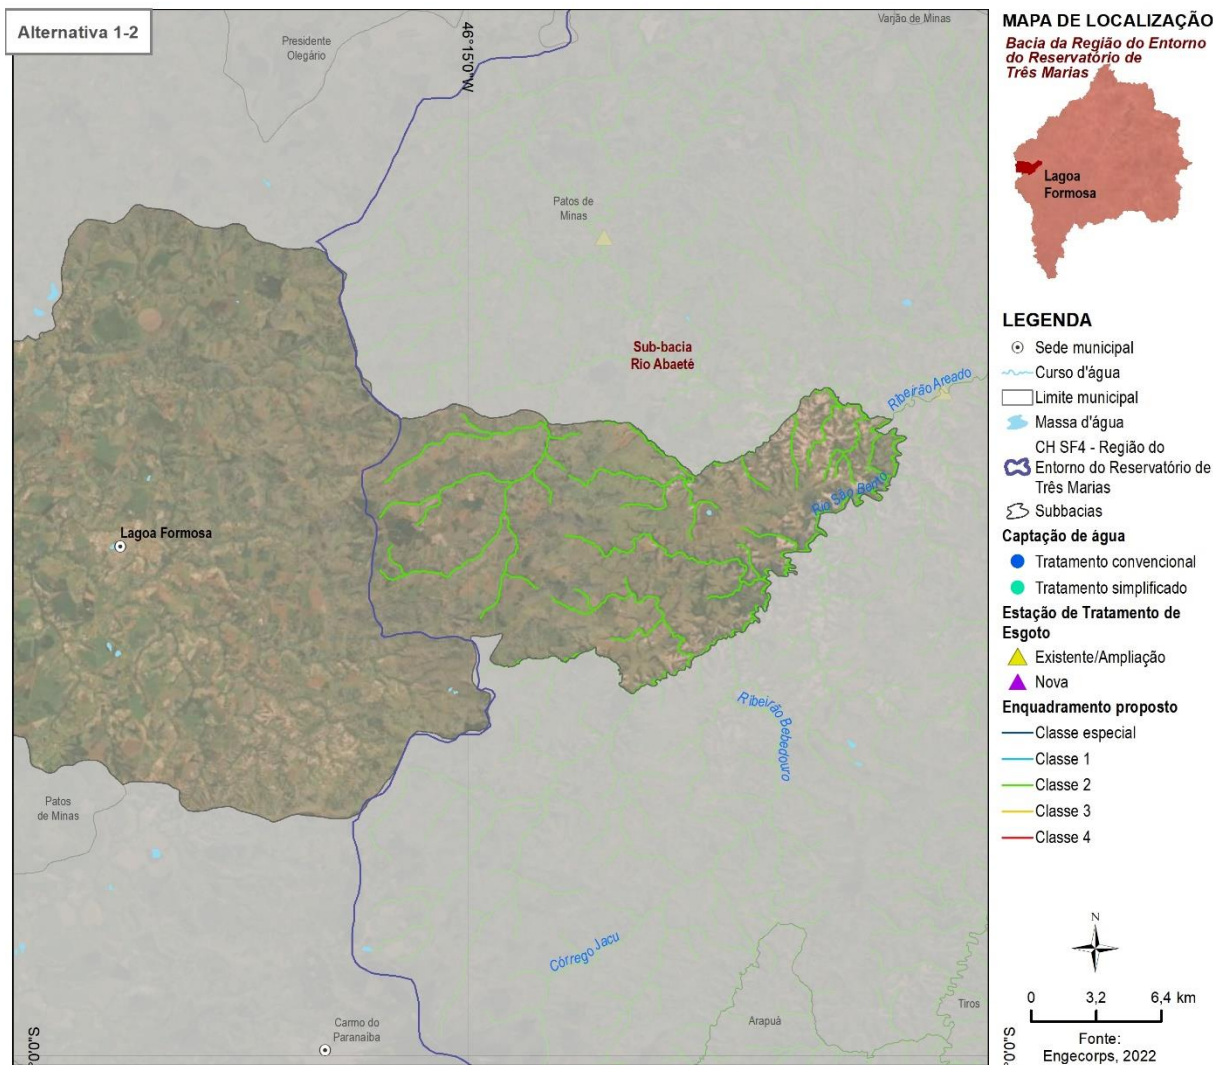 Alternativa 1-2
Presidente
Olegário
46°15'0"W
Varjão de Minas
Patos de
Minas
Sub-bacia
Rio Abaeté
Ribeirão Areado
Rio São Bento
Lagoa Formosa
Ribeirão Bebedouro
Patos
de Minas
Córrego Jacu
Carmo do
Paranaíba
Arapuá
Tiros
0'0"S
0'0"S
MAPA DE LOCALIZAÇÃO
Bacia da Região do Entorno
do Reservatório de
Três Marias
Lagoa
Formosa
LEGENDA
Sede municipal
Curso d'água
Limite municipal
Massa d'água
CH SF4 - Região do
Entorno do Reservatório de
Três Marias
Subbacias
Captação de água
Tratamento convencional
Tratamento simplificado
Estação de Tratamento de
Esgoto
Existente/Ampliação
Nova
Enquadramento proposto
Classe especial
Classe 1
Classe 2
Classe 3
Classe 4
N
0 3,2 6,4 km
Fonte:
Engecorps, 2022